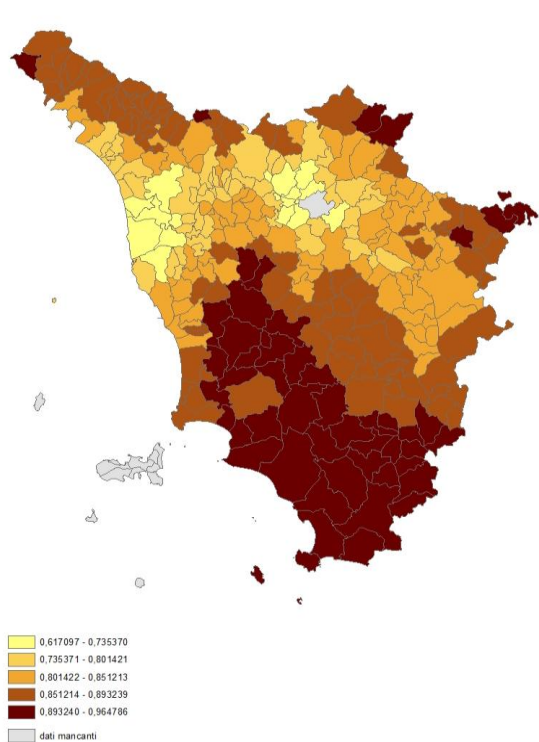 0,617097 - 0,735370
0,735371 - 0,801421
0,801422 - 0,851213
0,851214 - 0,893239
0,893240 - 0,964786
dati mancanti